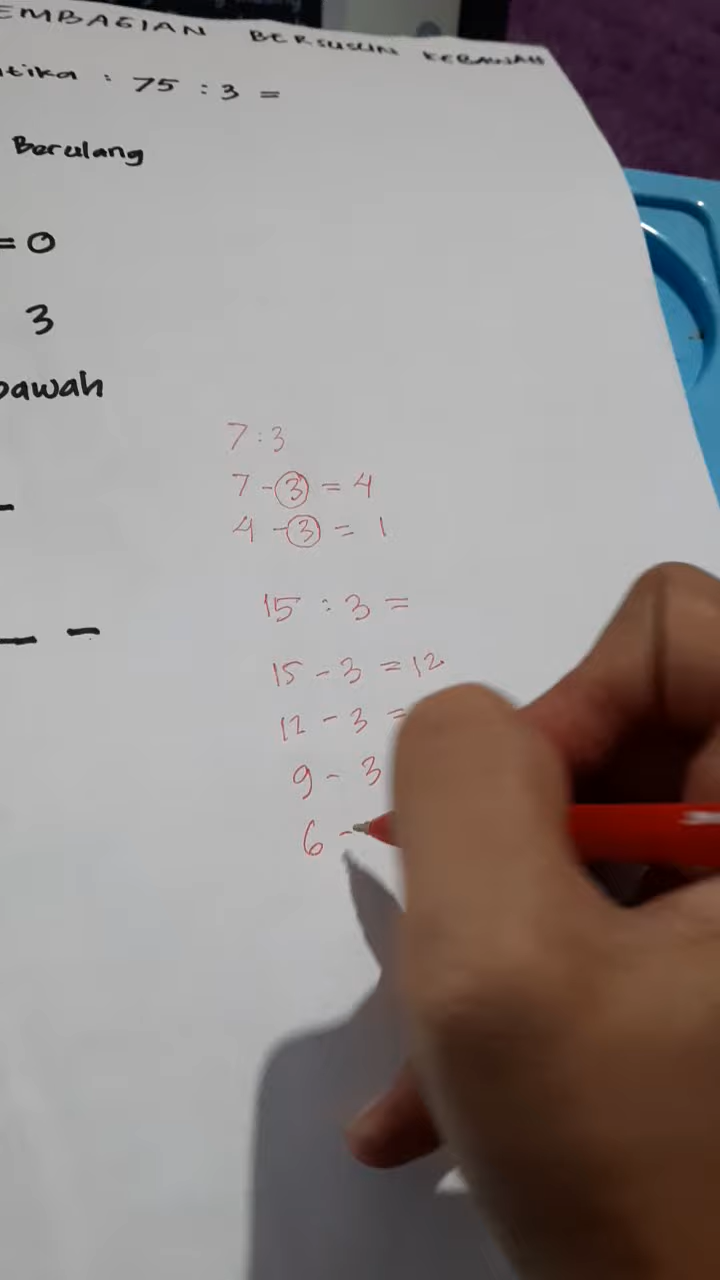 EMBAGIAN BERSUSUN KEBAWAH
tika : 75 : 3 =
Berulang
= 0
3
bawah
7 : 3
7 - 3 = 4
4 - 3 = 1
15 : 3 =
15 - 3 = 12
12 - 3 =
9 - 3
6 -